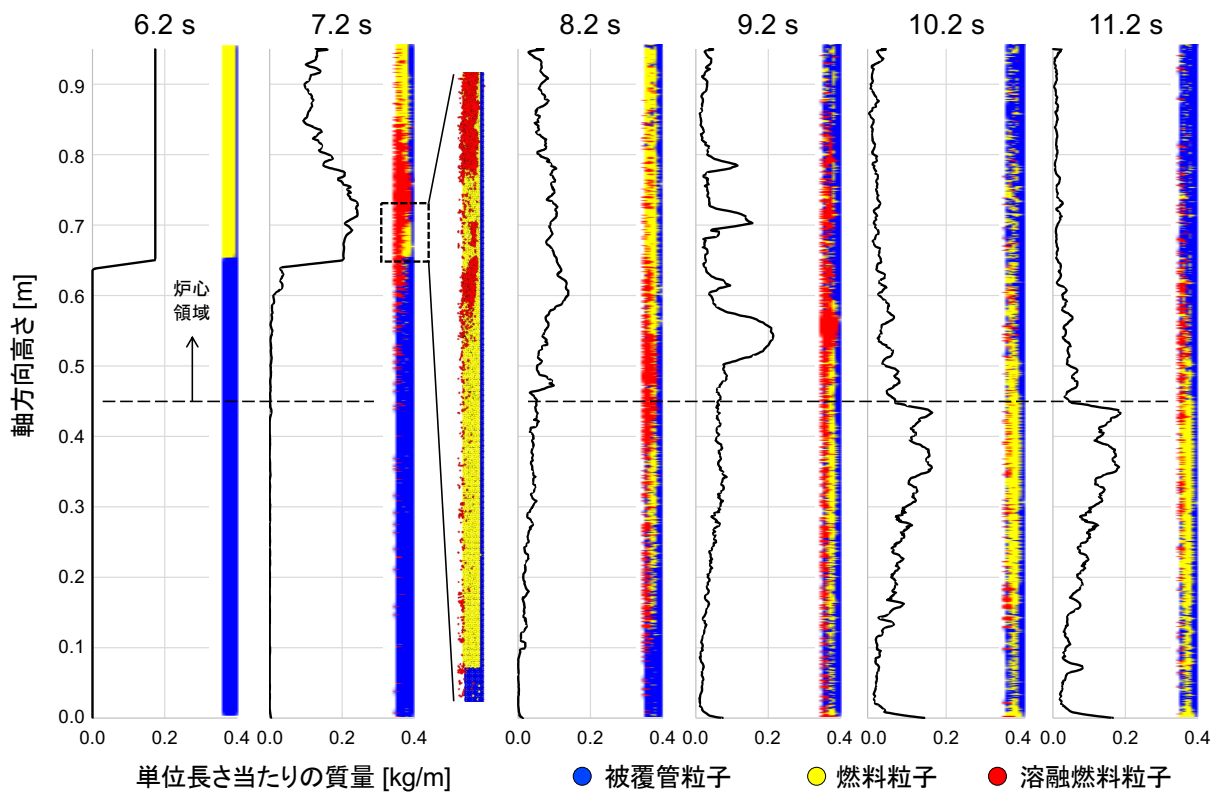 6.2 s 7.2 s 8.2 s 9.2 s 10.2 s 11.2 s
0.9
0.8
0.7
0.6
0.5
0.4
0.3
0.2
0.1
0.0
軸方向高さ [m]
炉心
領域
0.0 0.2 0.4 0.0 0.2 0.4 0.0 0.2 0.4 0.0 0.2 0.4 0.0 0.2 0.4 0.0 0.2 0.4
単位長さ当たりの質量 [kg/m]
被覆管粒子 燃料粒子 溶融燃料粒子